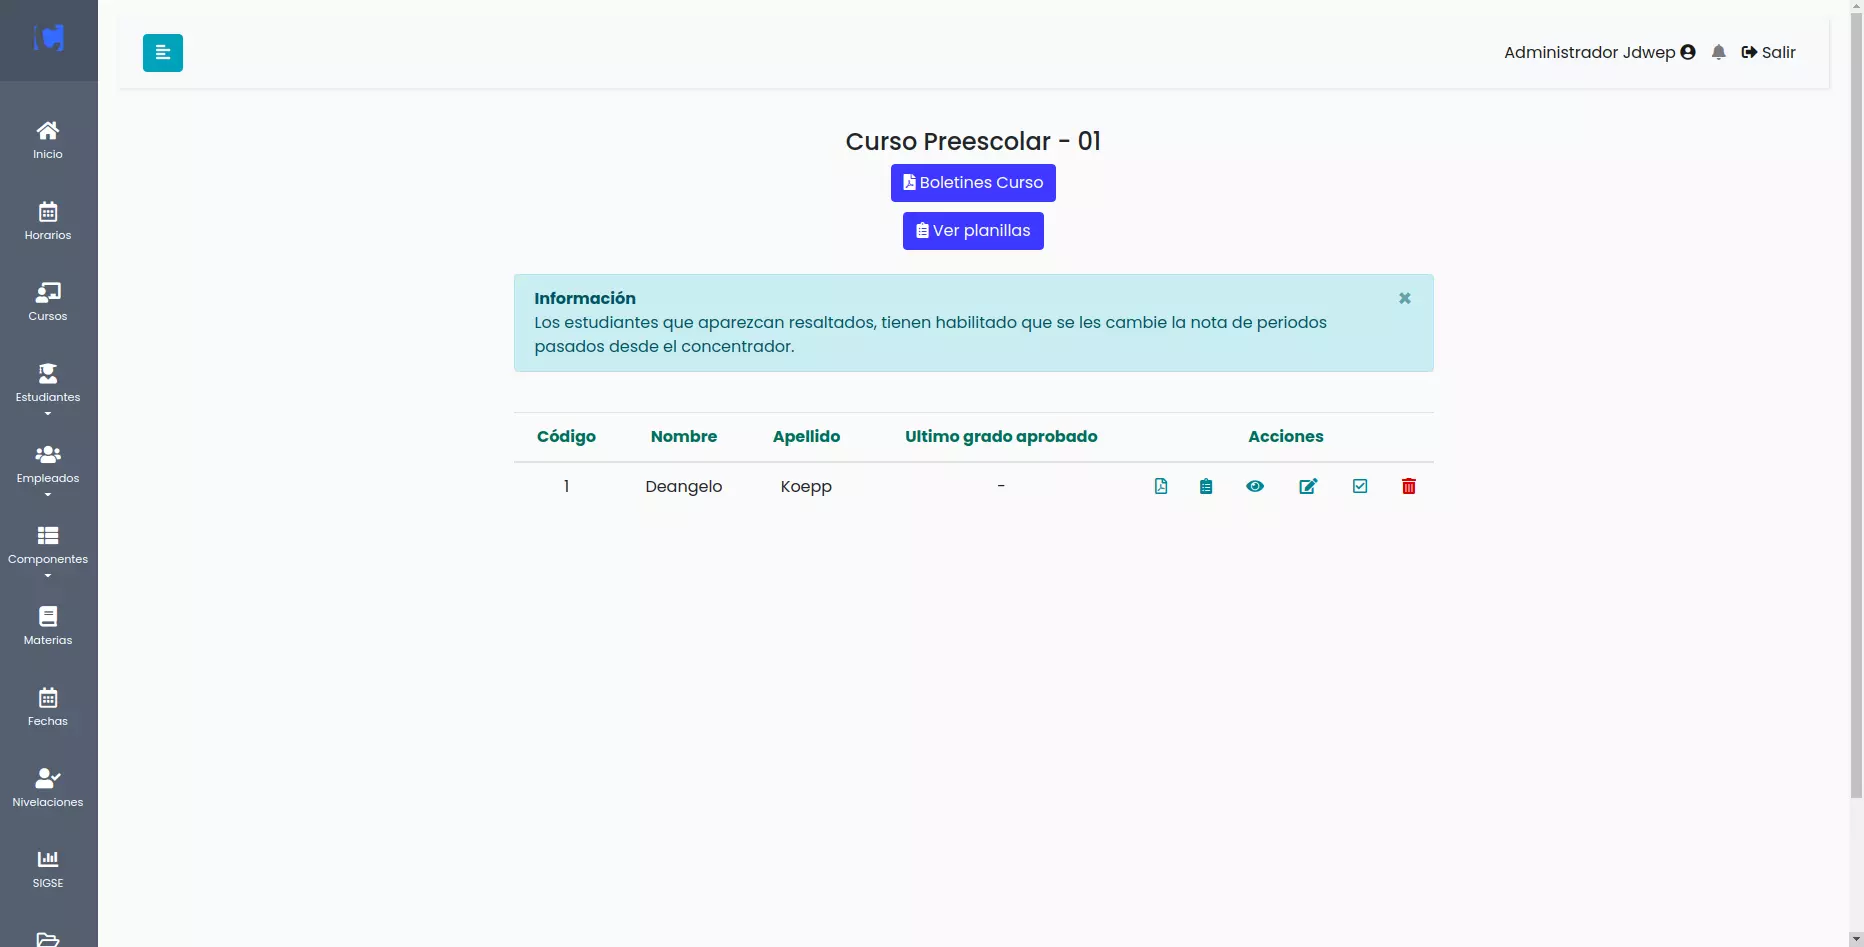 Administrador Jdwep
Salir
Inicio
Horarios
Cursos
Estudiantes
Empleados
Componentes
Materias
Fechas
Nivelaciones
SIGSE
Curso Preescolar - 01
Boletines Curso
Ver planillas
Información
Los estudiantes que aparezcan resaltados, tienen habilitado que se les cambie la nota de periodos
pasados desde el concentrador.
Código Nombre Apellido Ultimo grado aprobado Acciones
1 Deangelo Koepp -